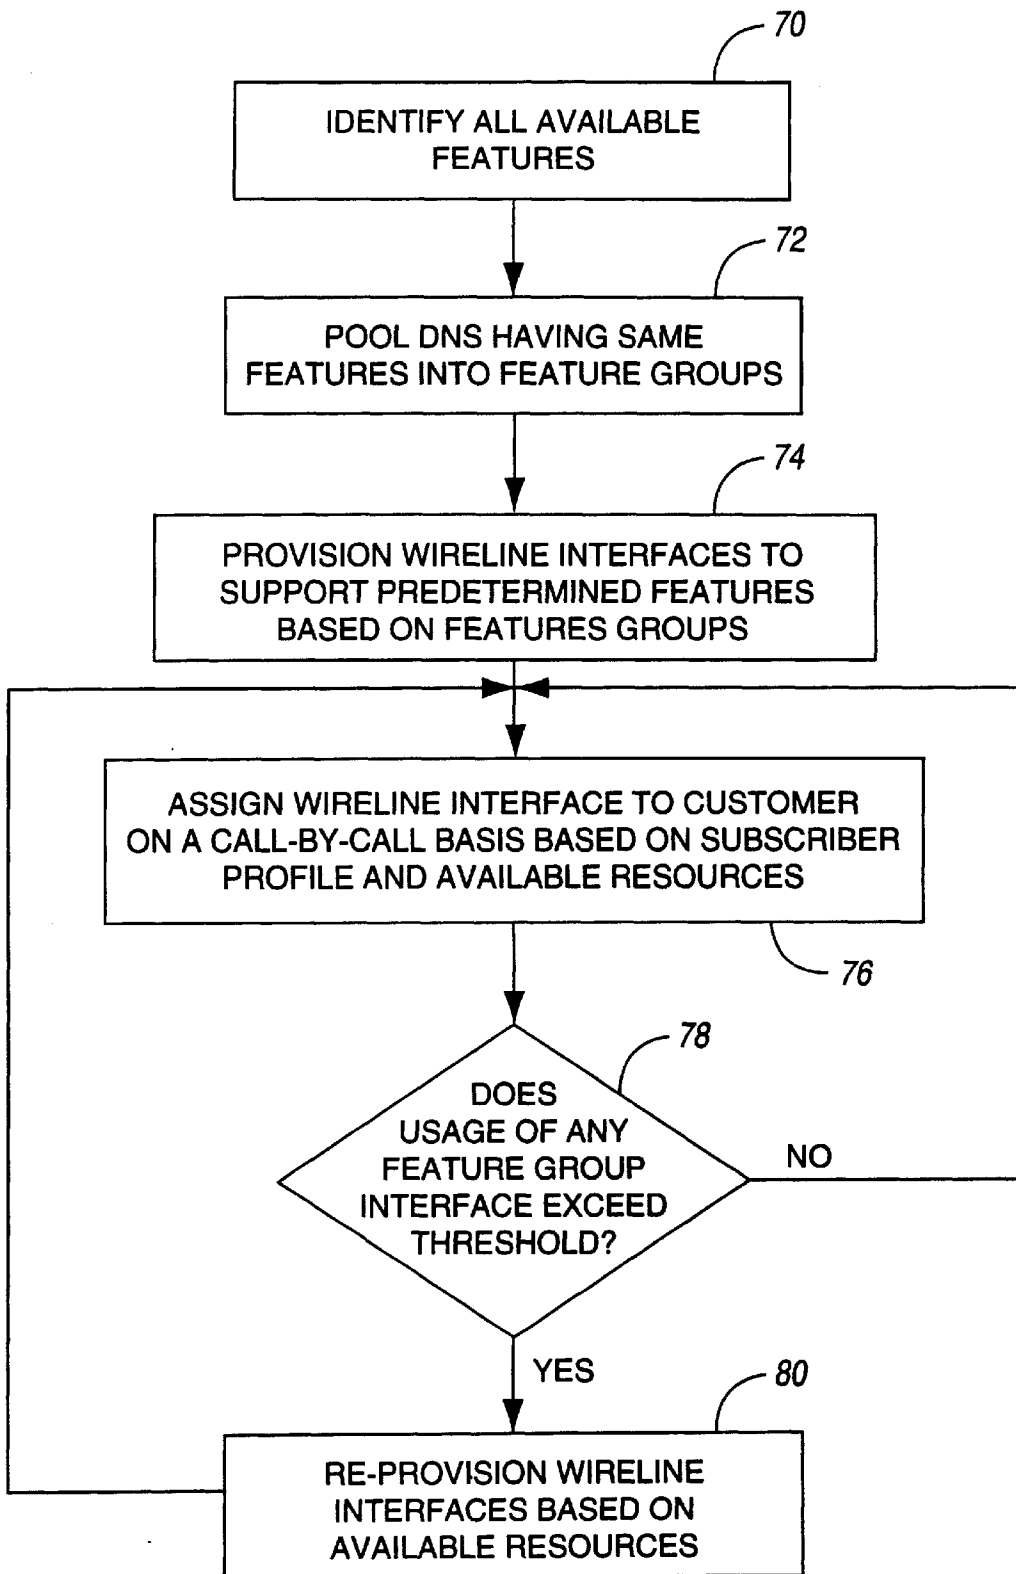 70
IDENTIFY ALL AVAILABLE
FEATURES
72
POOL DNS HAVING SAME
FEATURES INTO FEATURE GROUPS
74
PROVISION WIRELINE INTERFACES TO
SUPPORT PREDETERMINED FEATURES
BASED ON FEATURES GROUPS
ASSIGN WIRELINE INTERFACE TO CUSTOMER
ON A CALL-BY-CALL BASIS BASED ON SUBSCRIBER
PROFILE AND AVAILABLE RESOURCES
76
78
DOES
USAGE OF ANY
FEATURE GROUP
INTERFACE EXCEED
THRESHOLD?
NO
YES
80
RE-PROVISION WIRELINE
INTERFACES BASED ON
AVAILABLE RESOURCES